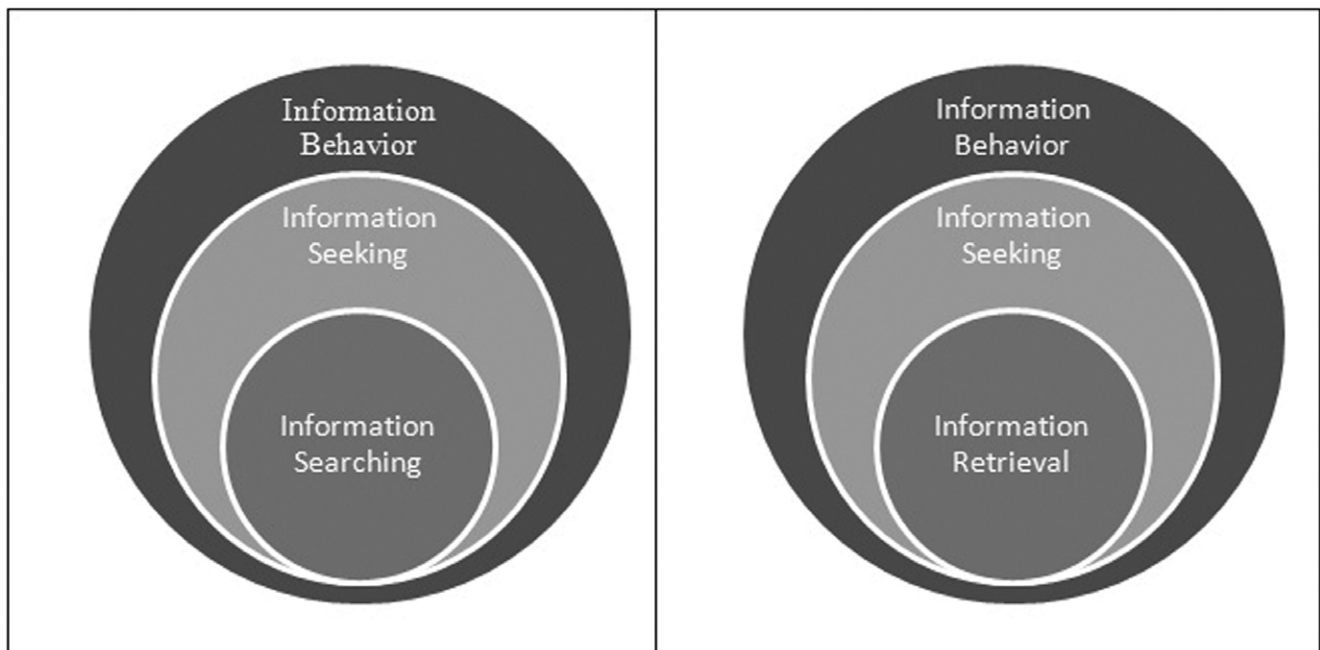 Information
Behavior
Information
Seeking
Information
Searching
Information
Behavior
Information
Seeking
Information
Retrieval